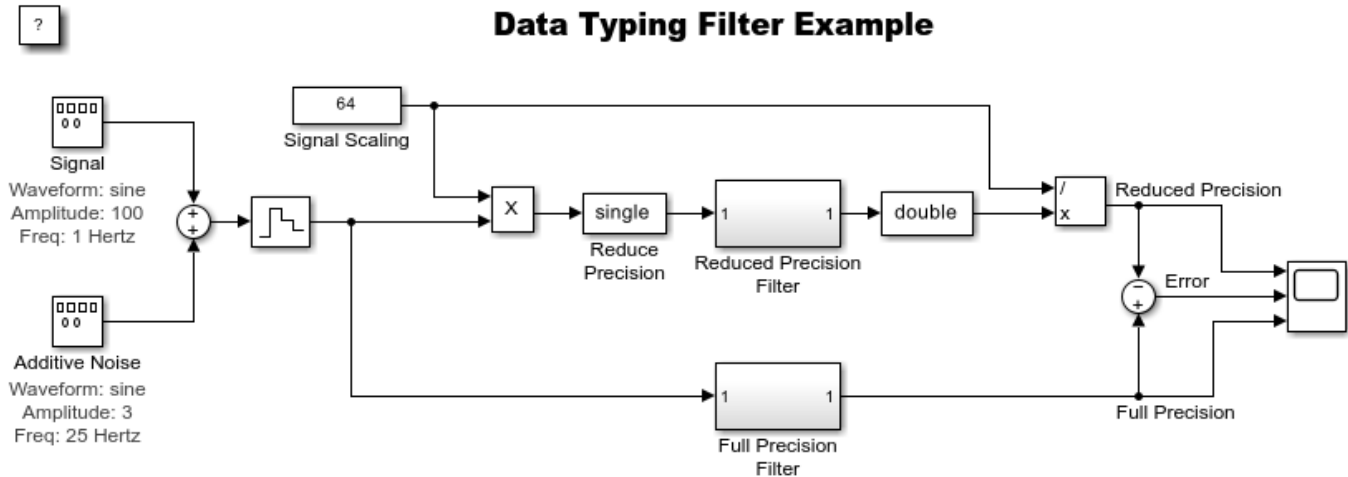 ?
Data Typing Filter Example
64
Signal Scaling
Signal
Waveform: sine
Amplitude: 100
Freq: 1 Hertz
+
+
X
single
Reduce
Precision
1 1
Reduced Precision
Filter
double
/
x
Reduced Precision
−
+
Error
Additive Noise
Waveform: sine
Amplitude: 3
Freq: 25 Hertz
1 1
Full Precision
Filter
Full Precision